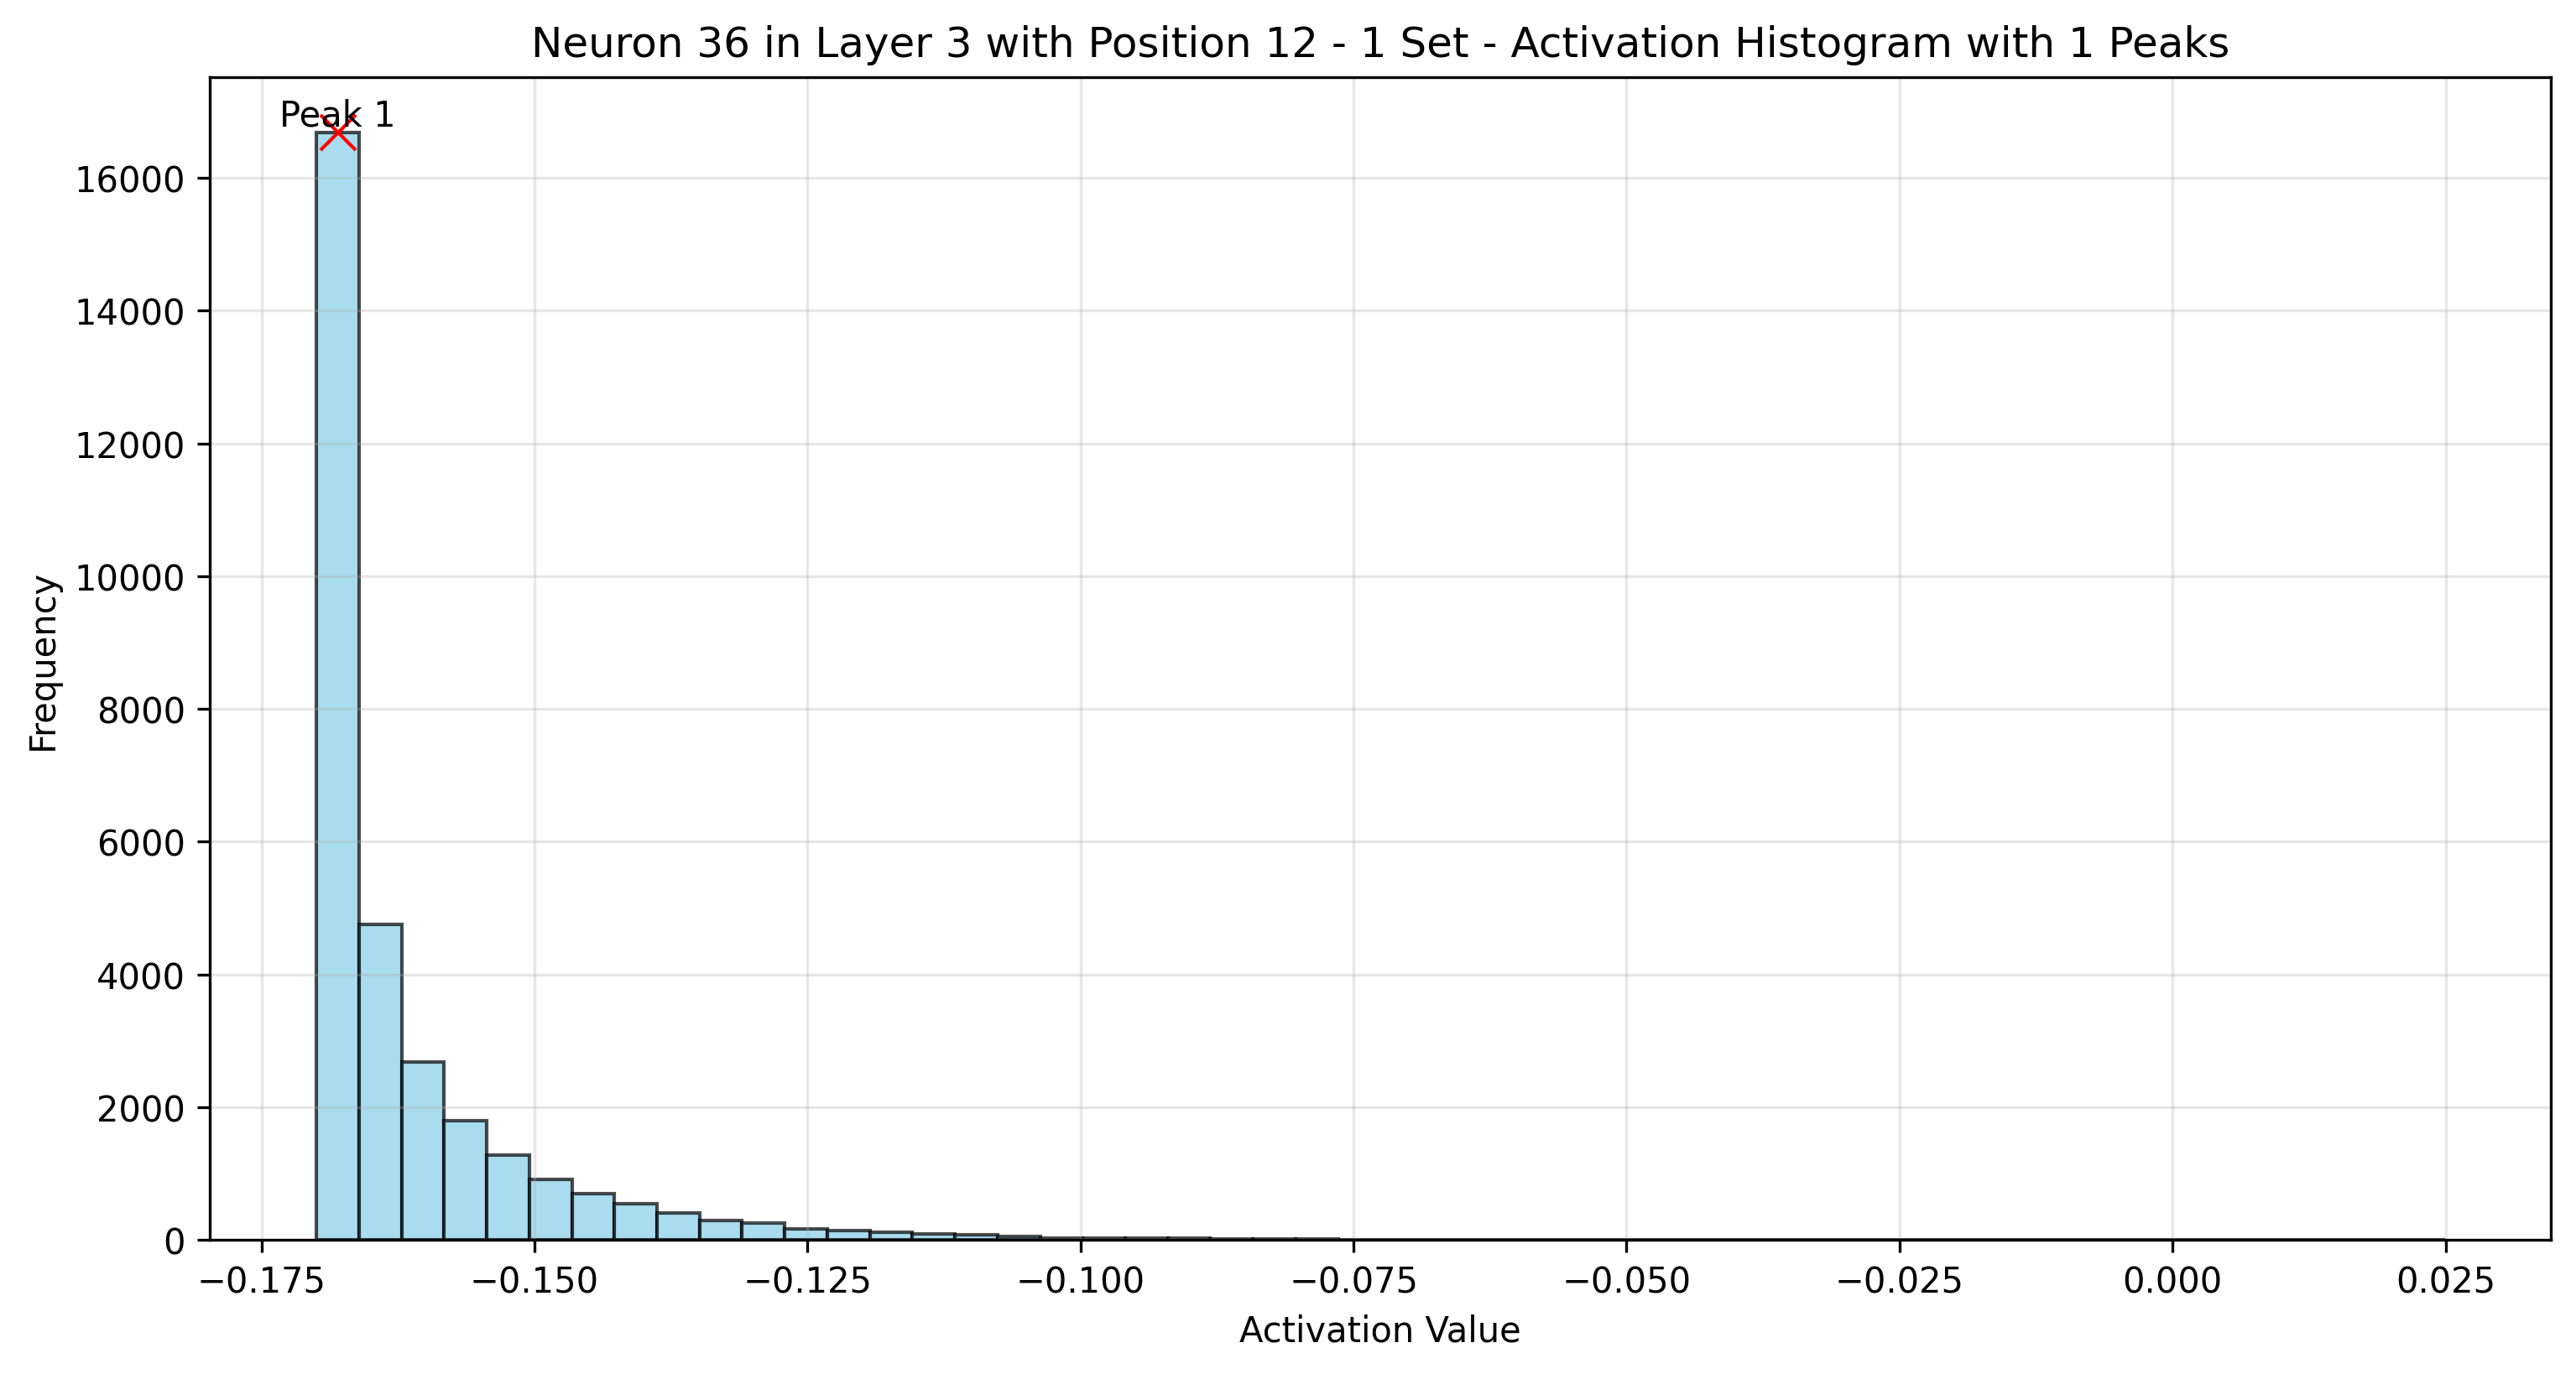 Neuron 36 in Layer 3 with Position 12 - 1 Set - Activation Histogram with 1 Peaks
Peak 1
16000
14000
12000
10000
8000
6000
4000
2000
0
Frequency
−0.175 −0.150 −0.125 −0.100 −0.075 −0.050 −0.025 0.000 0.025
Activation Value